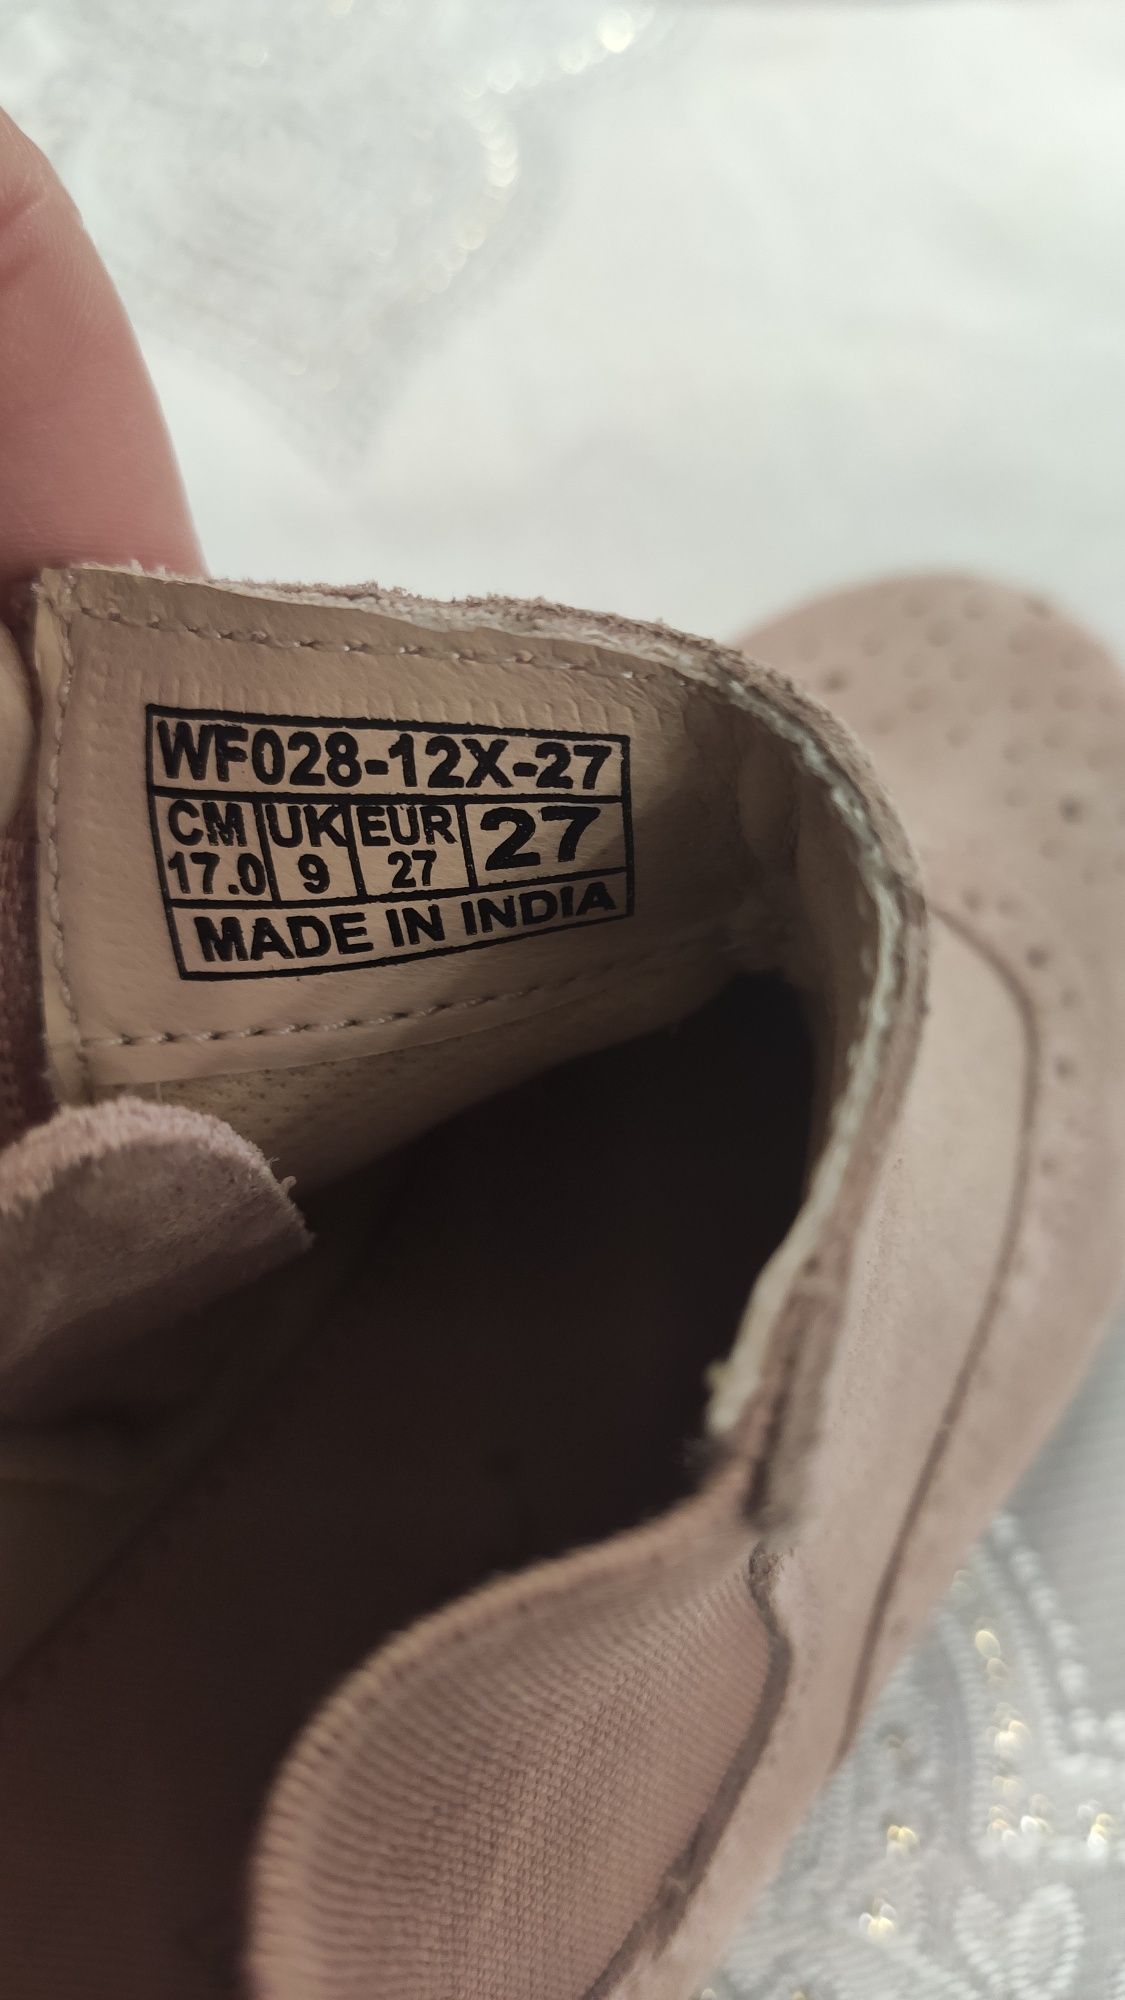 WF028-12X-27
CM UK EUR 27
17.0 9 27
MADE IN INDIA